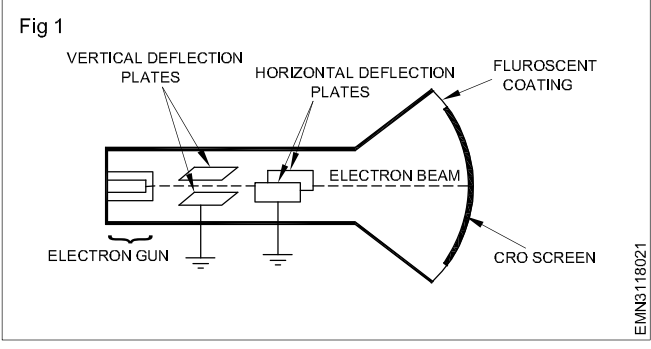 Fig 1
VERTICAL DEFLECTION
PLATES
HORIZONTAL DEFLECTION
PLATES
FLUROSCENT
COATING
ELECTRON BEAM
ELECTRON GUN
CRO SCREEN
EMN3118021